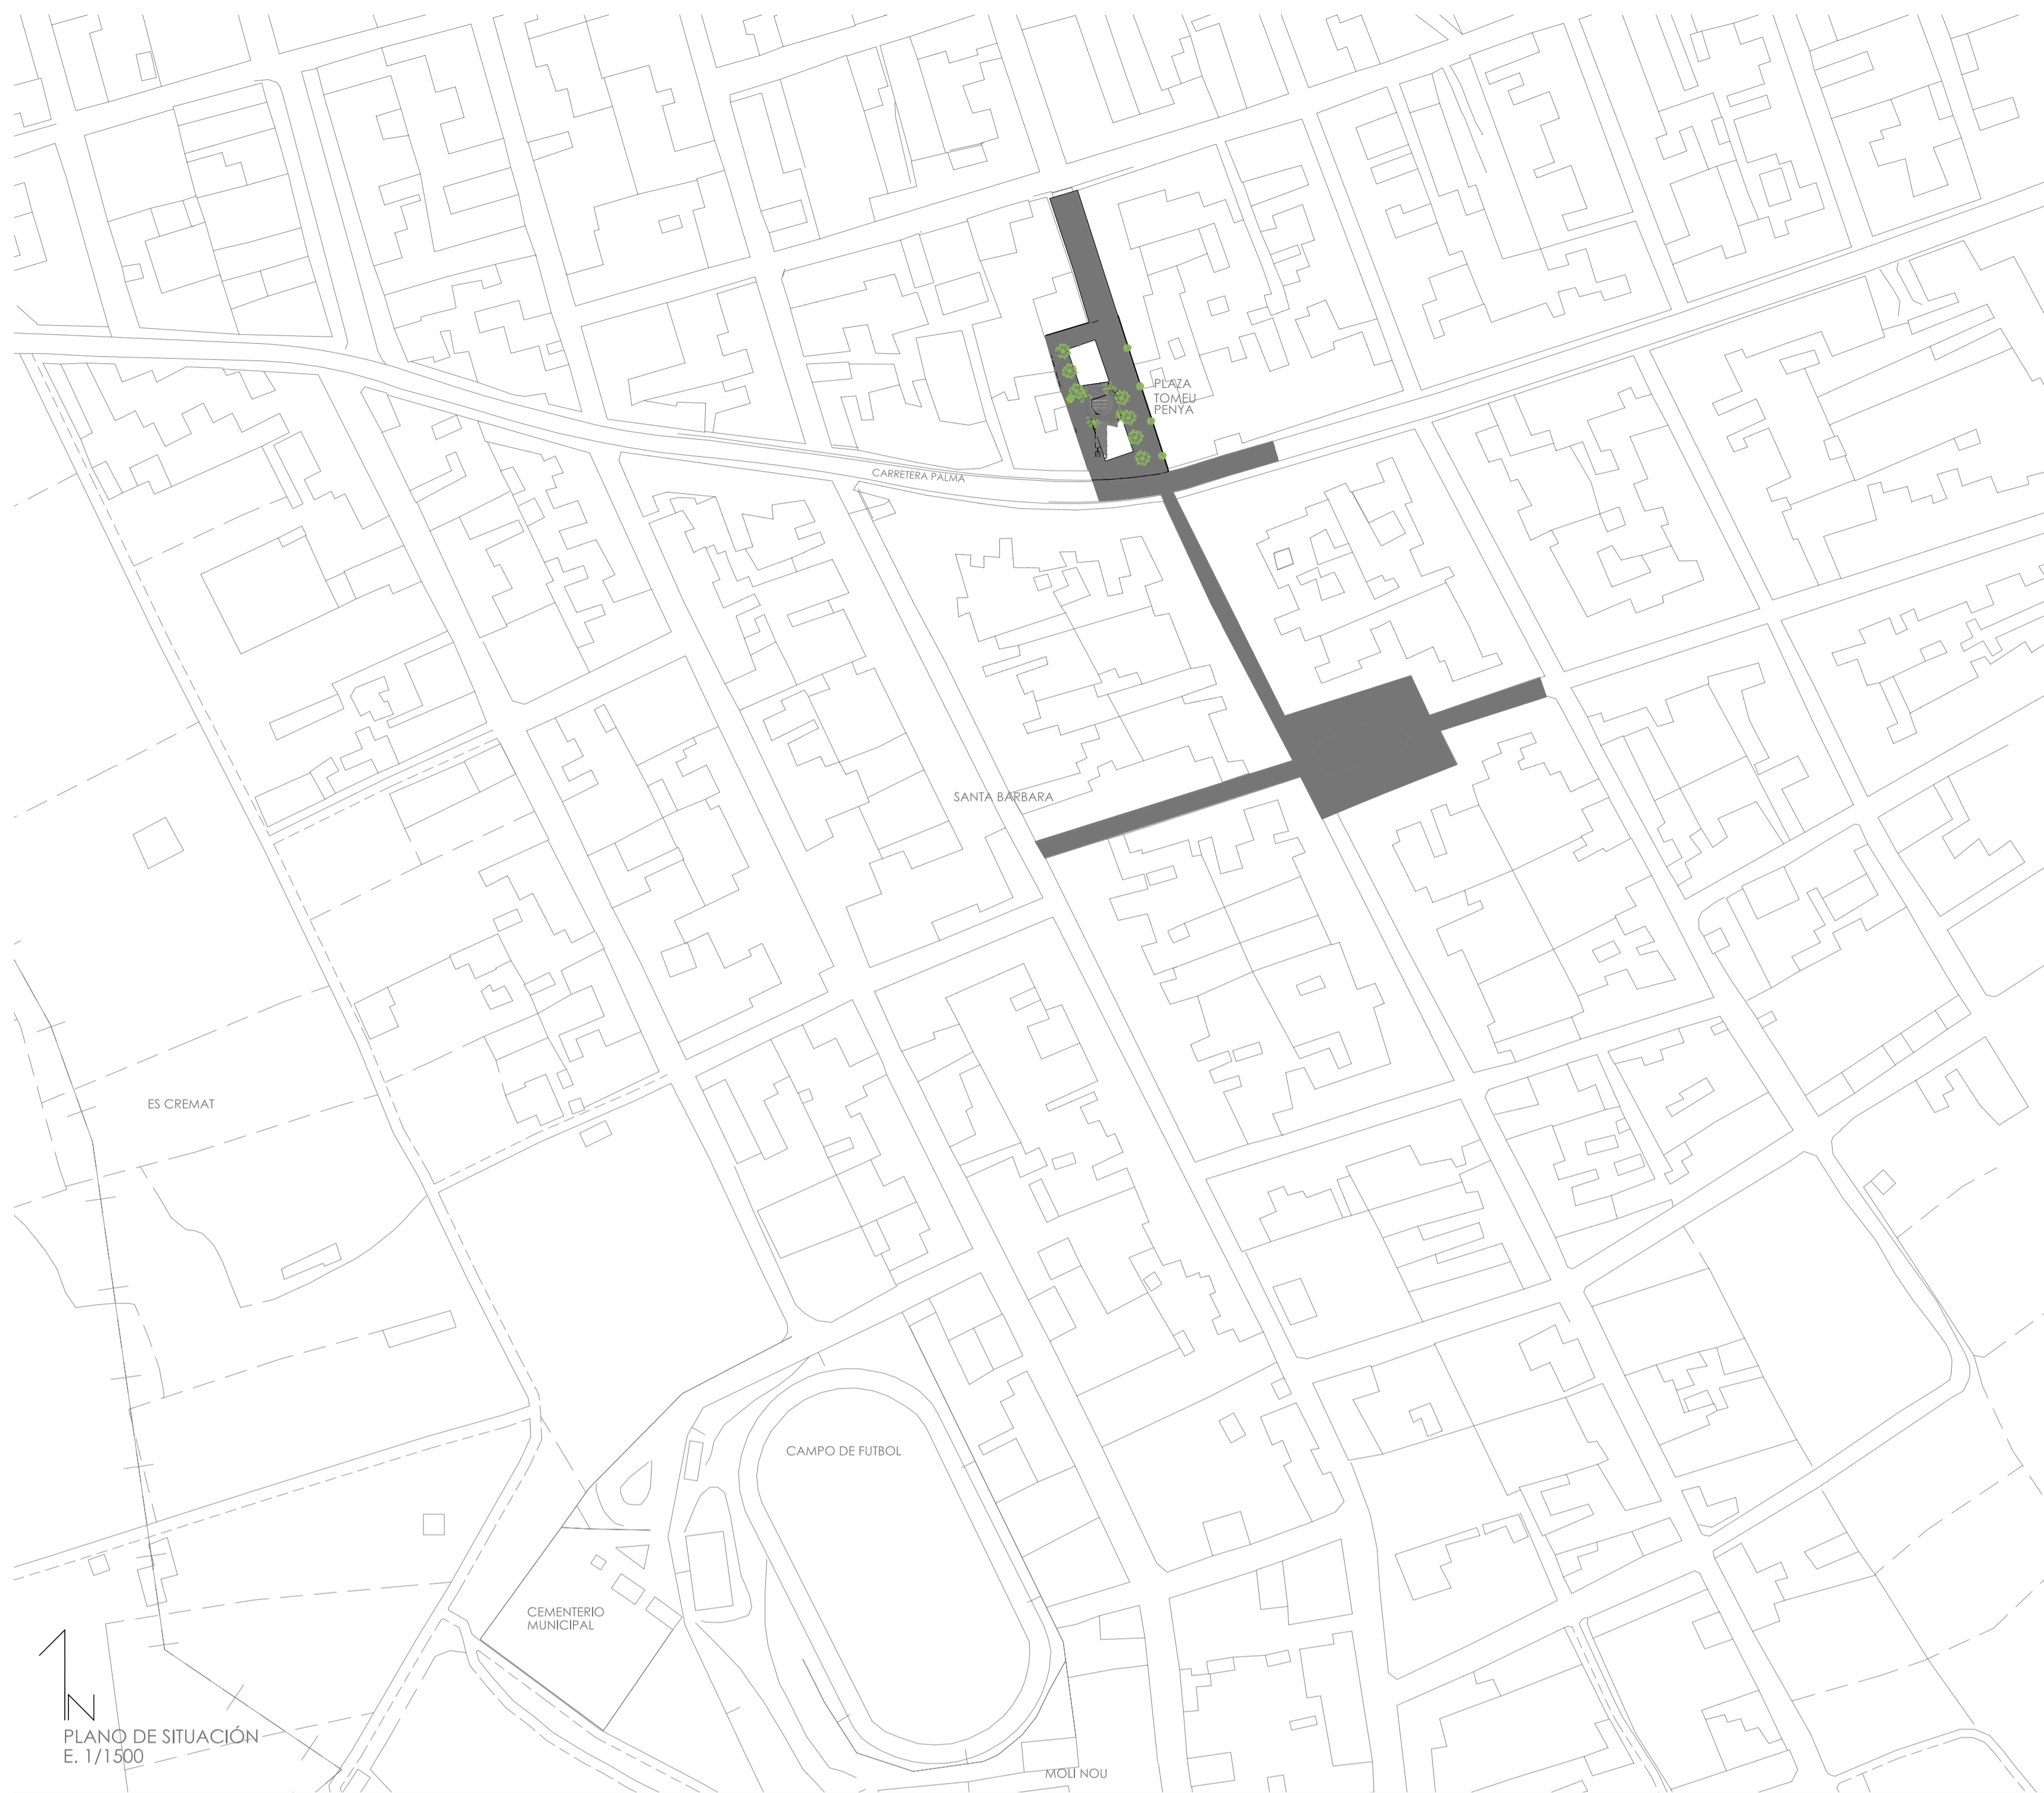 PLAZA
TOMEU
PENYA
CARRETERA PALMA
SANTA BARBARA
ES CREMAT
CAMPO DE FUTBOL
CEMENTERIO
MUNICIPAL
N
PLANO DE SITUACIÓN
E. 1/1500
MOLI NOU